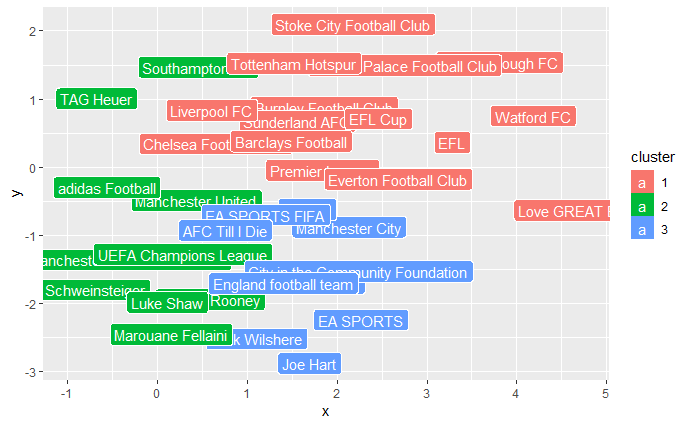 Stoke City Football Club
Southampton
Tottenham Hotspur
Palace Football Club
ough FC
TAG Heuer
Liverpool FC
Burnley Football Club
Sunderland AFC
EFL Cup
Watford FC
Chelsea Foot
Barclays Football
EFL
Premier
Everton Football Club
adidas Football
Manchester United
EA SPORTS FIFA
Love GREAT
AFC Till I Die
Manchester City
anchester
UEFA Champions League
City in the Community Foundation
England football team
Schweinsteiger
Luke Shaw
Rooney
EA SPORTS
Marouane Fellaini
k Wilshere
Joe Hart
2
1
0
-1
-2
-3
y
-1 0 1 2 3 4 5
x
cluster
a 1
a 2
a 3